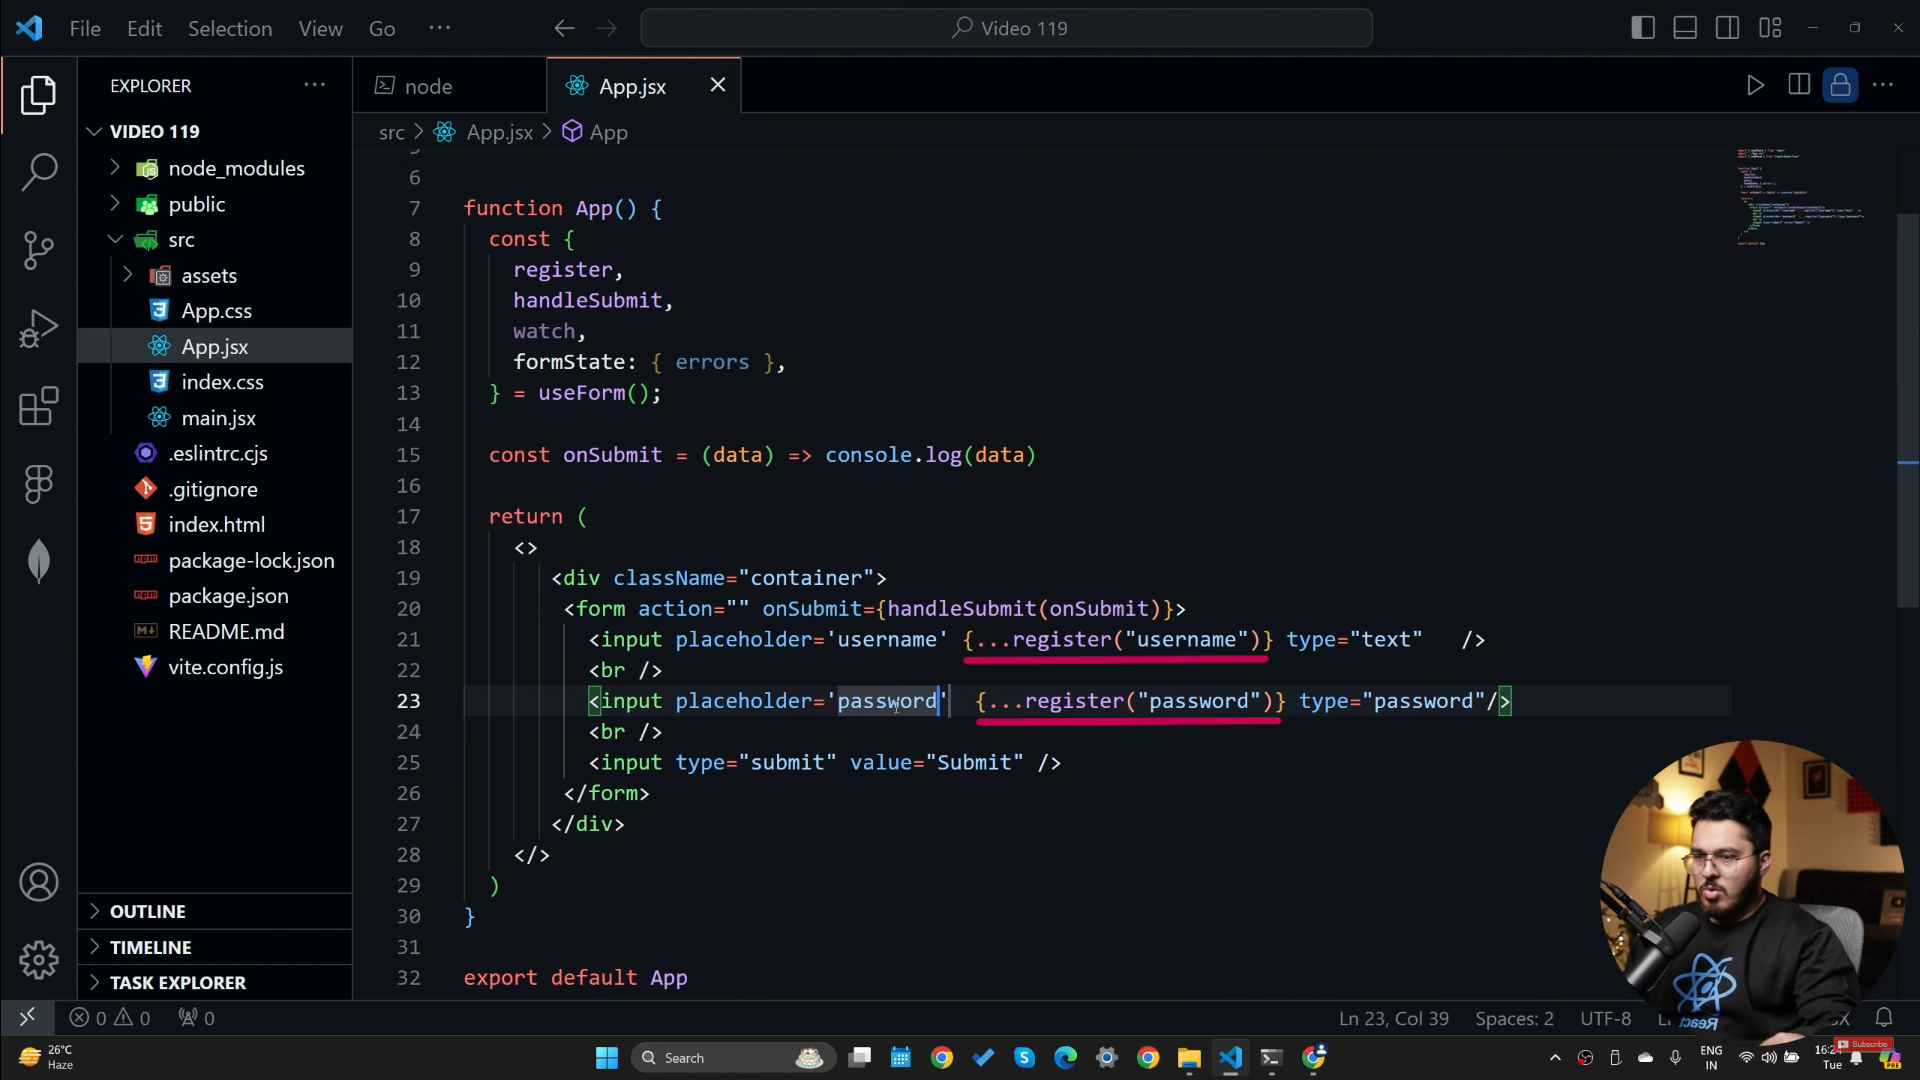 File Edit Selection View Go ··· Video 119
EXPLORER ···
node
App.jsx
src > App.jsx > App
VIDEO 119
node_modules
public
src
assets
App.css
App.jsx
index.css
main.jsx
.eslintrc.cjs
.gitignore
index.html
package-lock.json
package.json
README.md
vite.config.js
OUTLINE
TIMELINE
TASK EXPLORER
6
7 function App() {
8 const {
9 register,
10 handleSubmit,
11 watch,
12 formState: { errors },
13 } = useForm();
14
15 const onSubmit = (data) => console.log(data)
16
17 return (
18 <>
19 <div className="container">
20 <form action="" onSubmit={handleSubmit(onSubmit)}>
21 <input placeholder='username' {...register("username")} type="text" />
22 <br />
23 <input placeholder='password' {...register("password")} type="password"/>
24 <br />
25 <input type="submit" value="Submit" />
26 </form>
27 </div>
28 </>
29 )
30 }
31
32 export default App
0 0 0
Ln 23, Col 39 Spaces: 2 UTF-8
React
Subscribe
26°C
Haze
Search
ENG
IN
Tue